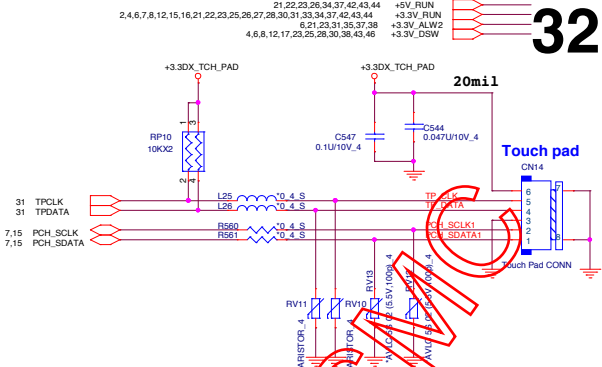 21,22,23,26,34,37,42,43,44 +5V_RUN
2,4,6,7,8,12,15,16,21,22,23,25,26,27,28,30,31,33,34,37,42,43,44 +3.3V_RUN
6,21,23,31,35,37,38 +3.3V_ALW2
4,6,8,12,17,23,25,28,30,38,43,46 +3.3V_DSW
32
+3.3DX_TCH_PAD
+3.3DX_TCH_PAD
20mil
RP10
10KX2
1 3
2 4
C547
0.1U/10V_4
C544
0.047U/10V_4
Touch pad
CN14
31 TPCLK
31 TPDATA
7,15 PCH_SCLK
7,15 PCH_SDATA
L25 *0_4_S
L26 *0_4_S
R560 *0_4_S
R561 *0_4_S
TP_CLK
TP_DATA
PCH_SCLK1
PCH_SDATA1
6
5
4
3
2
1
7
8
Touch Pad CONN
RV11
RV10
RV13
ARISTOR_4
ARISTOR_4